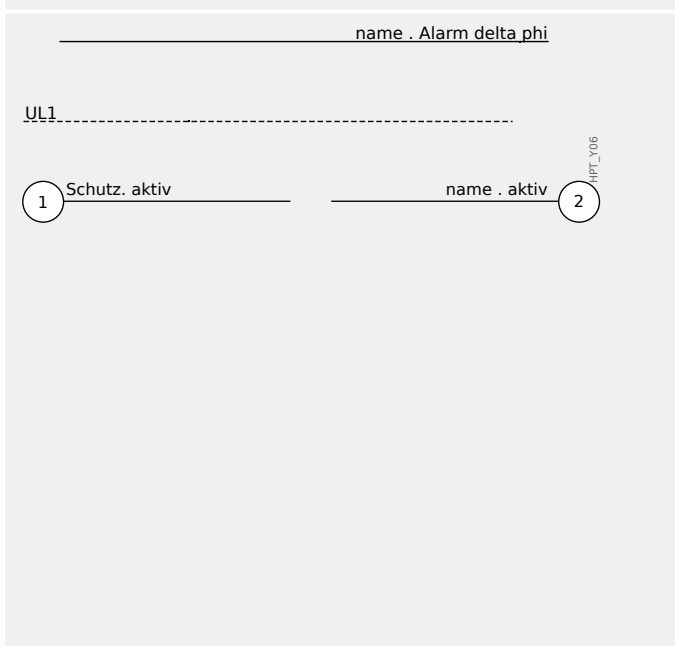 name . Alarm delta phi
UL1
HPT_Y06
Schutz. aktiv
name . aktiv
1
2